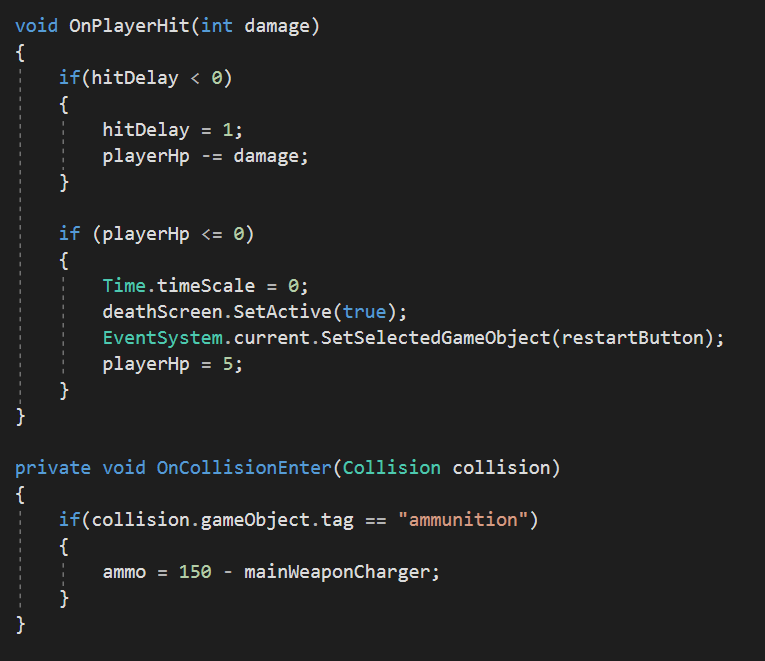 void OnPlayerHit(int damage)
{
    if(hitDelay < 0)
    {
        hitDelay = 1;
        playerHp -= damage;
    }

    if (playerHp <= 0)
    {
        Time.timeScale = 0;
        deathScreen.SetActive(true);
        EventSystem.current.SetSelectedGameObject(restartButton);
        playerHp = 5;
    }
}

private void OnCollisionEnter(Collision collision)
{
    if(collision.gameObject.tag == "ammunition")
    {
        ammo = 150 - mainWeaponCharger;
    }
}